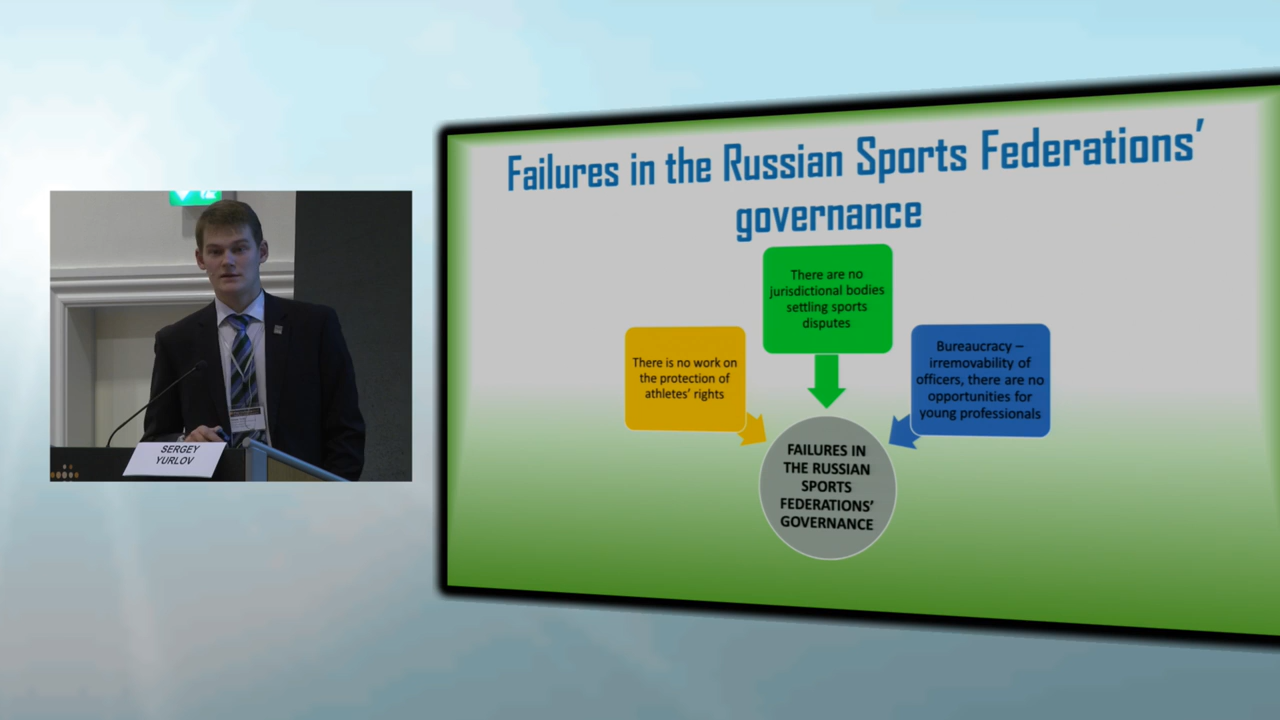 Failures in the Russian Sports Federations'
governance
There are no
jurisdictional bodies
settling sports
disputes
There is no work on
the protection of
athletes' rights
Bureaucracy –
irremovability of
officers, there are no
opportunities for
young professionals
FAILURES IN
THE RUSSIAN
SPORTS
FEDERATIONS'
GOVERNANCE
SERGEY
YURLOV